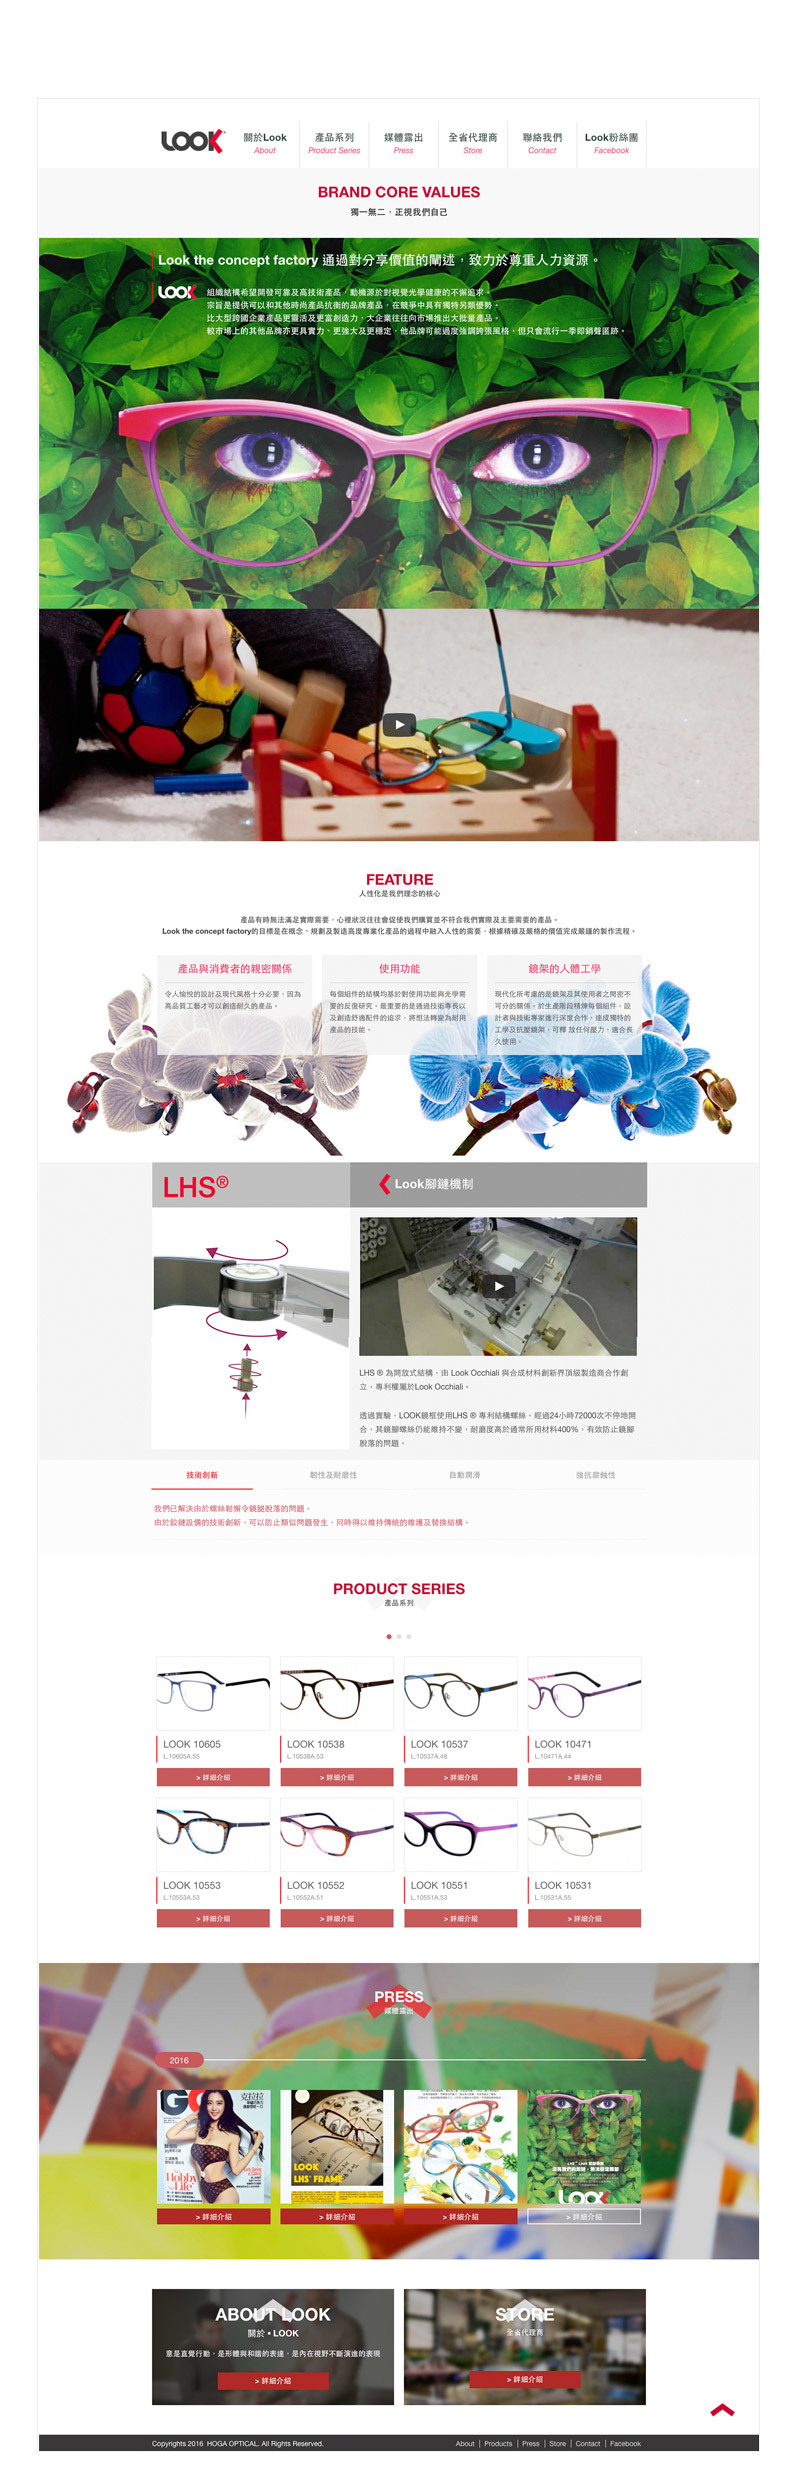 LOOK
關於Look
About
產品系列
Product Series
媒體露出
Press
全省代理商
Store
聯絡我們
Contact
Look粉絲團
Facebook
BRAND CORE VALUES
獨一無二，正視我們自己
Look the concept factory 通過對分享價值的闡述，致力於尊重人力資源。
LOOK
組織結構希望開發可靠及高技術產品，動機源於對視覺光學健康的不懈追求。
宗旨是提供可以和其他時尚產品抗衡的品牌產品，在競爭中具有獨特另類優勢。
比大型跨國企業產品更靈活及更富創造力，大企業往往向市場推出大批量產品。
較市場上的其他品牌亦更具實力、更強大及更穩定，他品牌可能過度強調誇張風格，但只會流行一季即銷聲匿跡。
FEATURE
人性化是我們理念的核心
產品有時無法滿足實際需要，心裡狀況往往會促使我們購買並不符合我們實際及主要需要的產品。
Look the concept factory的目標是在概念、規劃及製造高度專業化產品的過程中融入人性的需要，根據精確及嚴格的價值完成嚴謹的製作流程。
產品與消費者的親密關係
令人愉悅的設計及現代風格十分必要，因為
高品質工藝才可以創造耐久的產品。
使用功能
每個組件的結構均基於對使用功能與光學需
要的反復研究，最重要的是通過技術專長以
及創造舒適配件的追求，將想法轉變為耐用
產品的技能。
鏡架的人體工學
現代化所考慮的是鏡架及其使用者之間密不
可分的關係。於生產階段精煉每個組件，設
計者與技術專家進行深度合作，達成獨特的
工學及抗壓鏡架，可釋 放任何壓力，適合長
久使用。
LHS®
Look腳鏈機制
LHS ® 為開放式結構，由 Look Occhiali 與合成材料創新界頂級製造商合作創
立，專利權屬於Look Occhiali。
透過實驗，LOOK鏡框使用LHS ® 專利結構螺絲，經過24小時72000次不停地開
合，其鏡腳螺絲仍能維持不變，耐磨度高於通常所用材料400%，有效防止鏡腳
脫落的問題。
技術創新
韌性及耐磨性
自動潤滑
強抗腐蝕性
我們已解決由於螺絲鬆懈令鏡腿脫落的問題。
由於鉸鏈設備的技術創新，可以防止類似問題發生，同時得以維持傳統的維護及替換結構。
PRODUCT SERIES
產品系列
LOOK 10605
L.10605A.55
> 詳細介紹
LOOK 10538
L.10538A.53
> 詳細介紹
LOOK 10537
L.10537A.48
> 詳細介紹
LOOK 10471
L.10471A.44
> 詳細介紹
LOOK 10553
L.10553A.53
> 詳細介紹
LOOK 10552
L.10552A.51
> 詳細介紹
LOOK 10551
L.10551A.53
> 詳細介紹
LOOK 10531
L.10531A.55
> 詳細介紹
PRESS
媒體露出
2016
克拉拉
Hobby
Life
LOOK
LHS' FRAME
LOOK
> 詳細介紹
> 詳細介紹
> 詳細介紹
> 詳細介紹
ABOUT LOOK
關於 • LOOK
意是直覺行動，是形體與和諧的表達，是內在視野不斷演進的表現
> 詳細介紹
STORE
全省代理商
> 詳細介紹
Copyrights 2016 HOGA OPTICAL. All Rights Reserved.
About | Products | Press | Store | Contact | Facebook